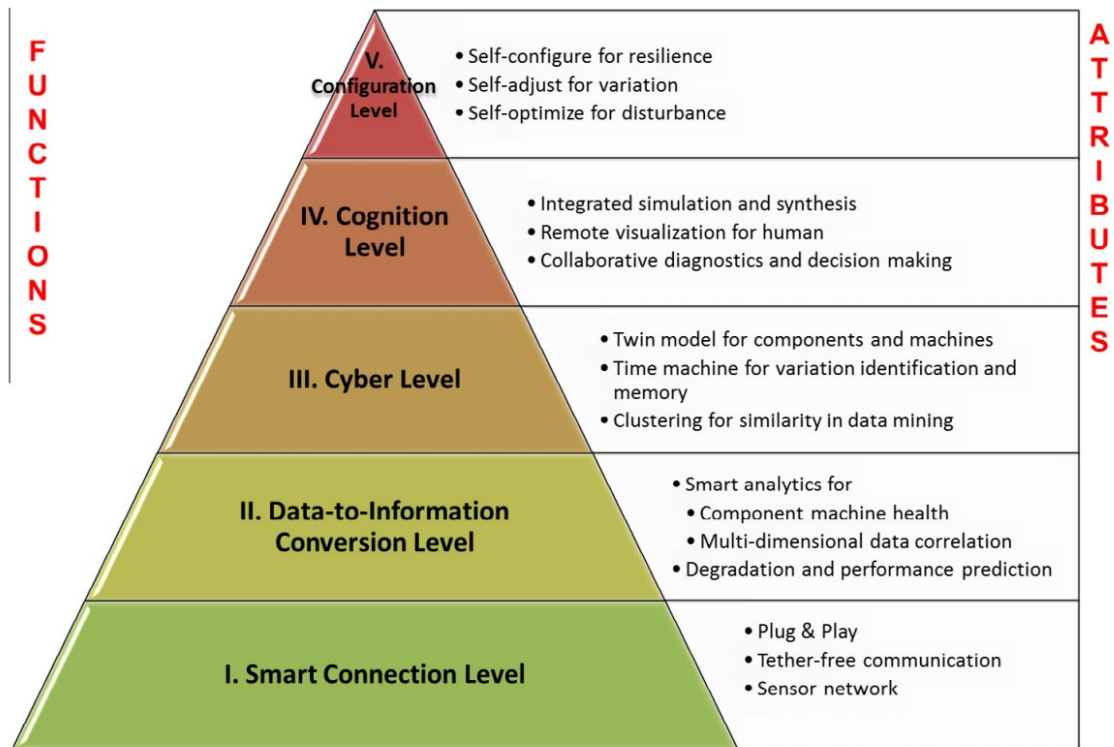 FUNCTIONS
ATTRIBUTES
V.
Configuration
Level
• Self-configure for resilience
• Self-adjust for variation
• Self-optimize for disturbance
IV. Cognition
Level
• Integrated simulation and synthesis
• Remote visualization for human
• Collaborative diagnostics and decision making
III. Cyber Level
• Twin model for components and machines
• Time machine for variation identification and
memory
• Clustering for similarity in data mining
II. Data-to-Information
Conversion Level
• Smart analytics for
• Component machine health
• Multi-dimensional data correlation
• Degradation and performance prediction
I. Smart Connection Level
• Plug & Play
• Tether-free communication
• Sensor network